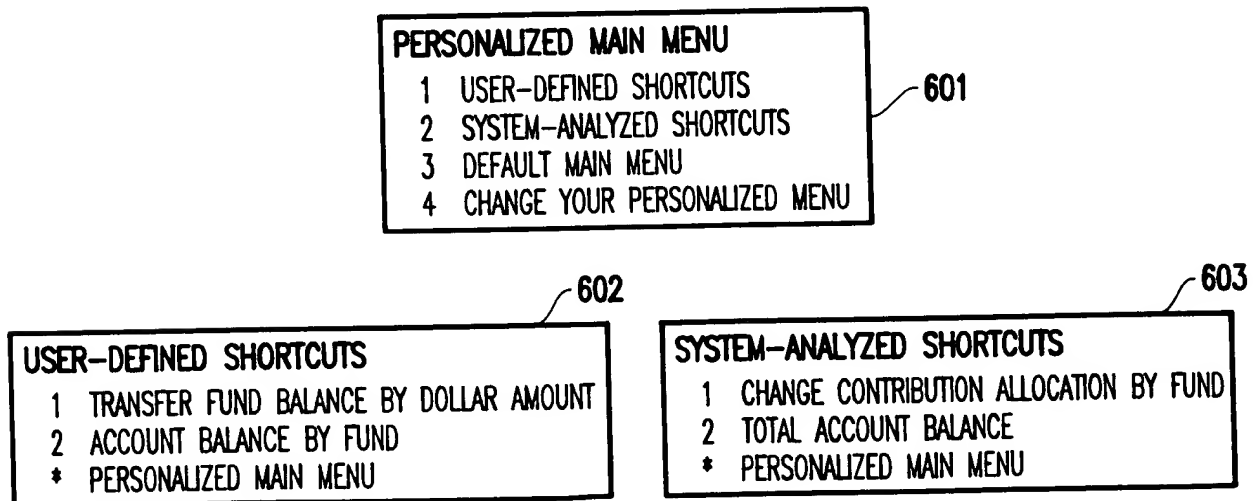 PERSONALIZED MAIN MENU
1 USER-DEFINED SHORTCUTS
2 SYSTEM-ANALYZED SHORTCUTS
3 DEFAULT MAIN MENU
4 CHANGE YOUR PERSONALIZED MENU
601
602
USER-DEFINED SHORTCUTS
1 TRANSFER FUND BALANCE BY DOLLAR AMOUNT
2 ACCOUNT BALANCE BY FUND
* PERSONALIZED MAIN MENU
603
SYSTEM-ANALYZED SHORTCUTS
1 CHANGE CONTRIBUTION ALLOCATION BY FUND
2 TOTAL ACCOUNT BALANCE
* PERSONALIZED MAIN MENU